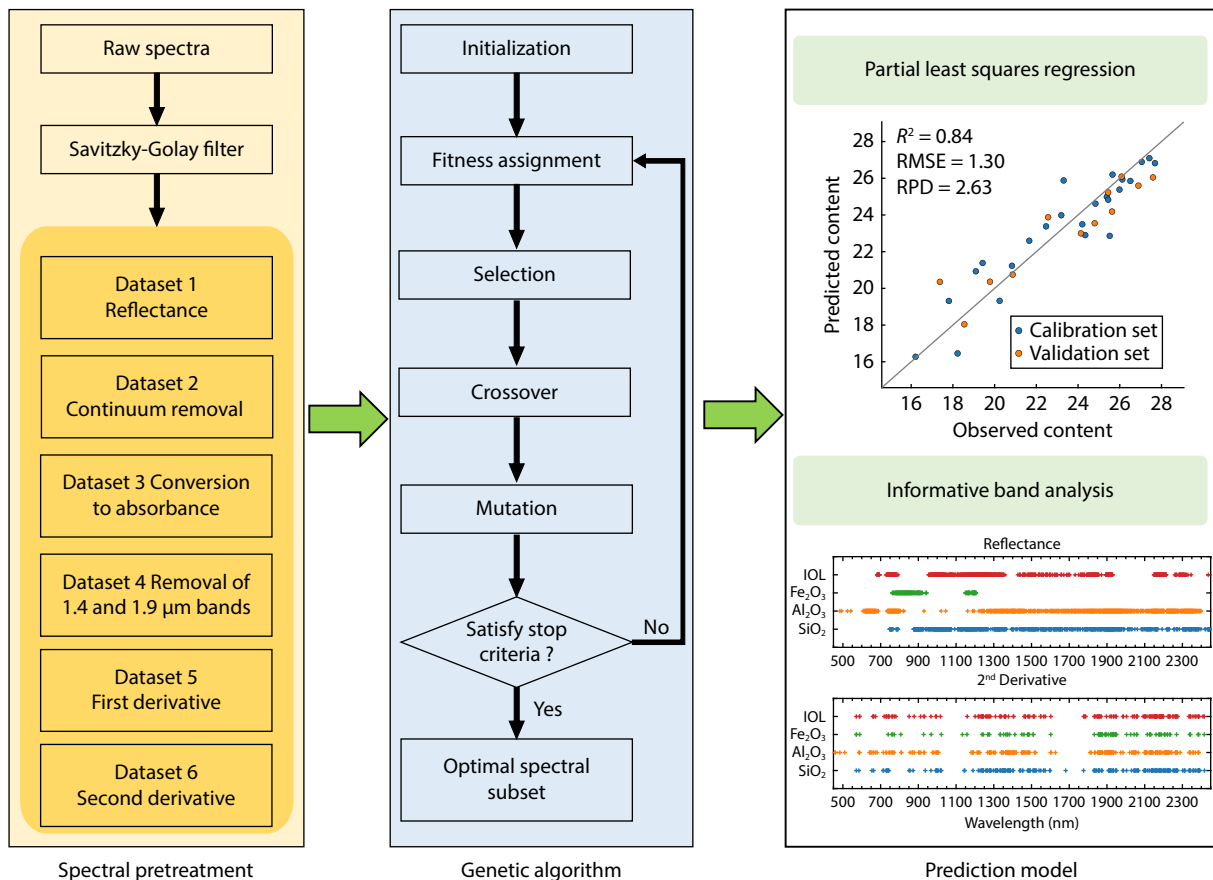 Raw spectra
Savitzky-Golay filter
Dataset 1
Reflectance
Dataset 2
Continuum removal
Dataset 3 Conversion
to absorbance
Dataset 4 Removal of
1.4 and 1.9 μm bands
Dataset 5
First derivative
Dataset 6
Second derivative
Spectral pretreatment
Initialization
Fitness assignment
Selection
Crossover
Mutation
Satisfy stop
criteria ?
No
Yes
Optimal spectral
subset
Genetic algorithm
Partial least squares regression
R² = 0.84
RMSE = 1.30
RPD = 2.63
Predicted content
28
26
24
22
20
18
16
Calibration set
Validation set
16 18 20 22 24 26 28
Observed content
Informative band analysis
Reflectance
IOL
Fe₂O₃
Al₂O₃
SiO₂
500 700 900 1100 1300 1500 1700 1900 2100 2300
2ⁿᵈ Derivative
IOL
Fe₂O₃
Al₂O₃
SiO₂
500 700 900 1100 1300 1500 1700 1900 2100 2300
Wavelength (nm)
Prediction model